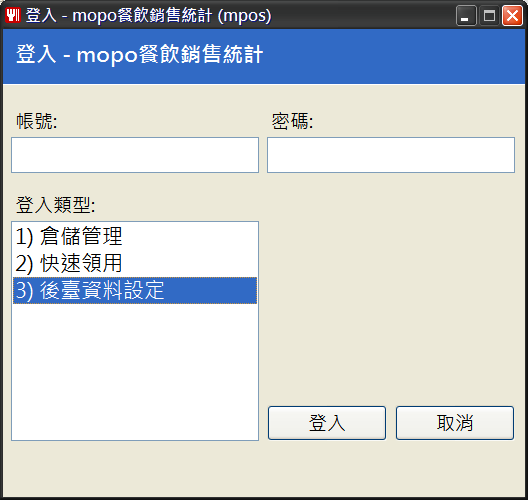 登入 - mopo餐飲銷售統計 (mpos)
登入 - mopo餐飲銷售統計
帳號: 密碼:
登入類型:
1) 倉儲管理
2) 快速領用
3) 後臺資料設定
登入 取消